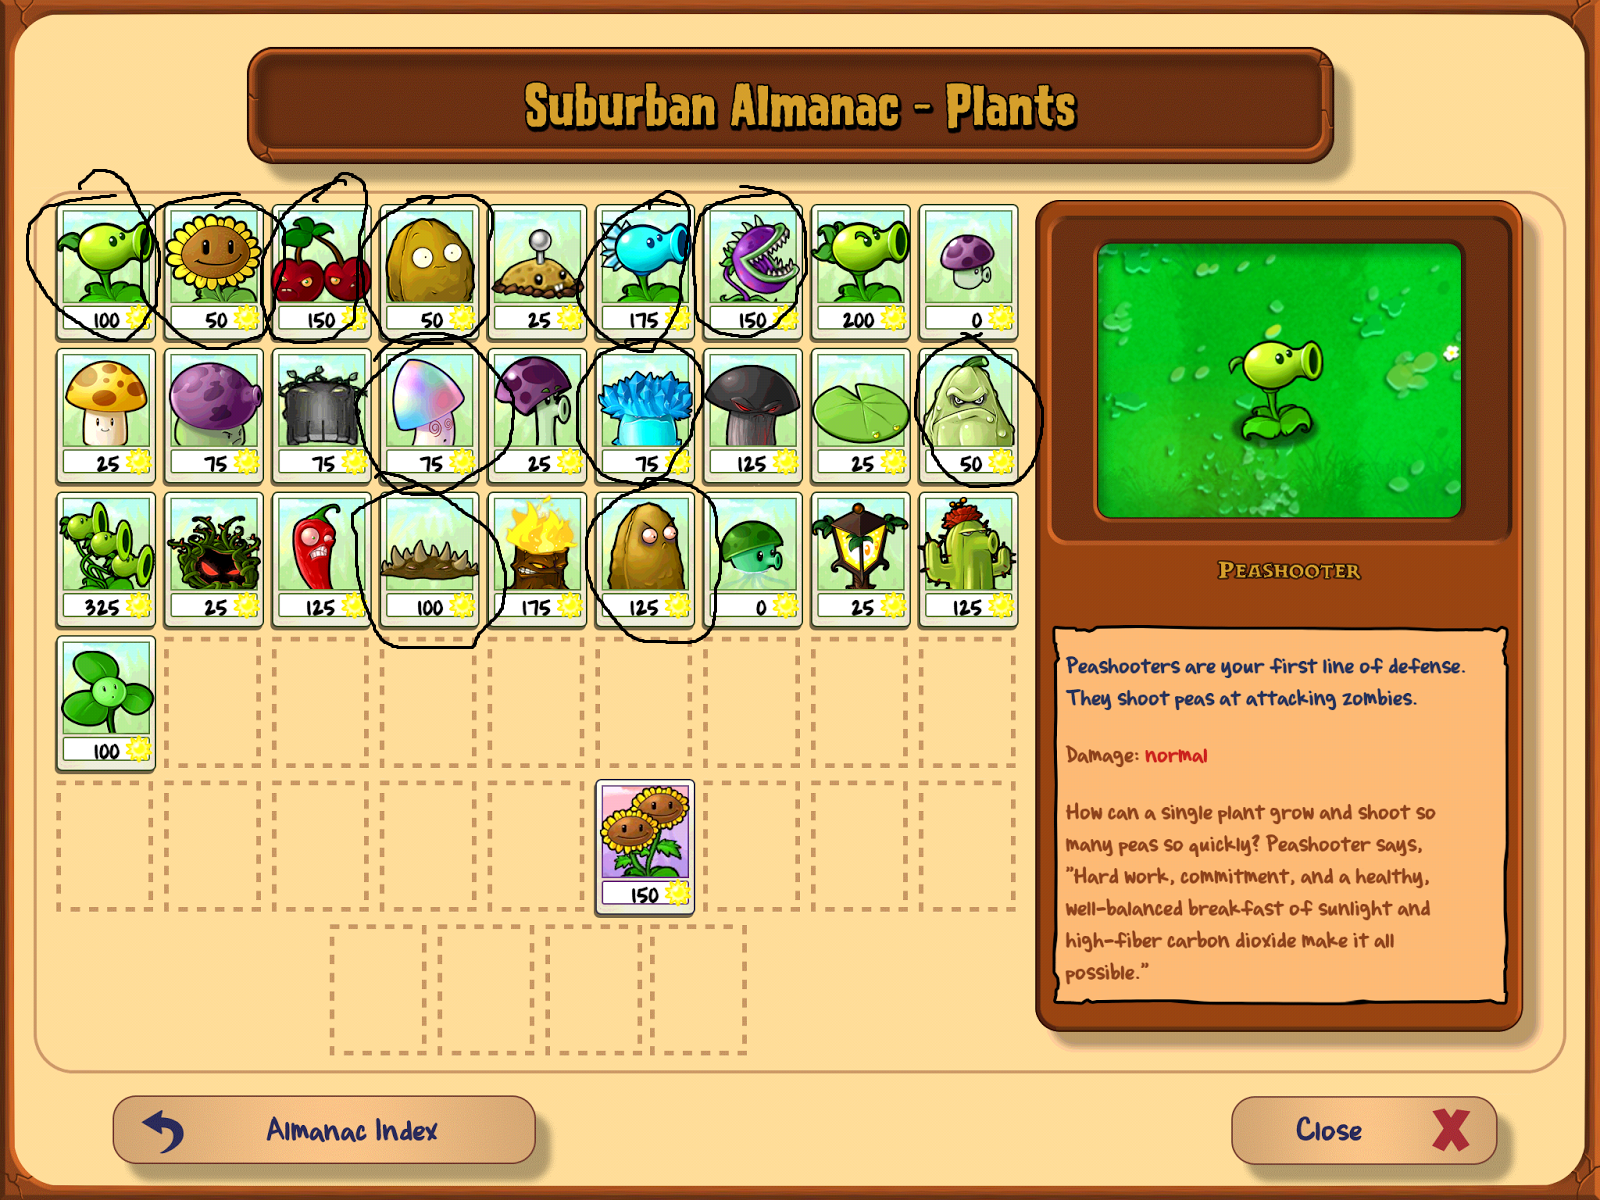 Suburban Almanac - Plants
100 50 150 50 25 175 150 200 0
25 75 75 75 25 75 125 25 50
325 25 125 100 175 125 0 25 125
100
150
PEASHOOTER
Peashooters are your first line of defense.
They shoot peas at attacking zombies.
Damage: normal
How can a single plant grow and shoot so
many peas so quickly? Peashooter says,
"Hard work, commitment, and a healthy,
well-balanced breakfast of sunlight and
high-fiber carbon dioxide make it all
possible."
Almanac Index
Close